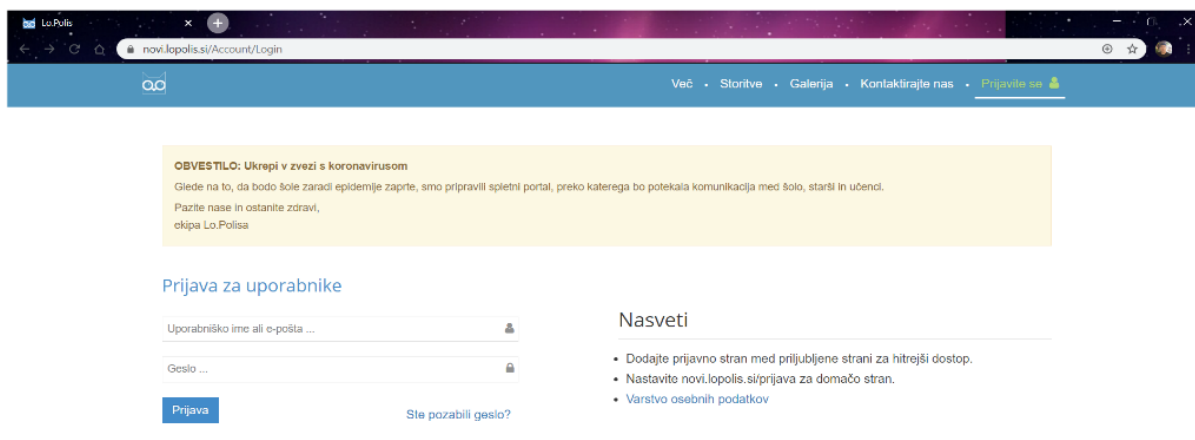 Lo.Polis
novi.lopolis.si/Account/Login
Več • Storitve • Galerija • Kontaktirajte nas • Prijavite se
OBVESTILO: Ukrepi v zvezi s koronavirusom
Glede na to, da bodo šole zaradi epidemije zaprte, smo pripravili spletni portal, preko katerega bo potekala komunikacija med šolo, starši in učenci.
Pazite nase in ostanite zdravi,
ekipa Lo.Polisa
Prijava za uporabnike
Uporabniško ime ali e-pošta ...
Geslo ...
Prijava
Ste pozabili geslo?
Nasveti
• Dodajte prijavno stran med priljubljene strani za hitrejši dostop.
• Nastavite novi.lopolis.si/prijava za domačo stran.
• Varstvo osebnih podatkov